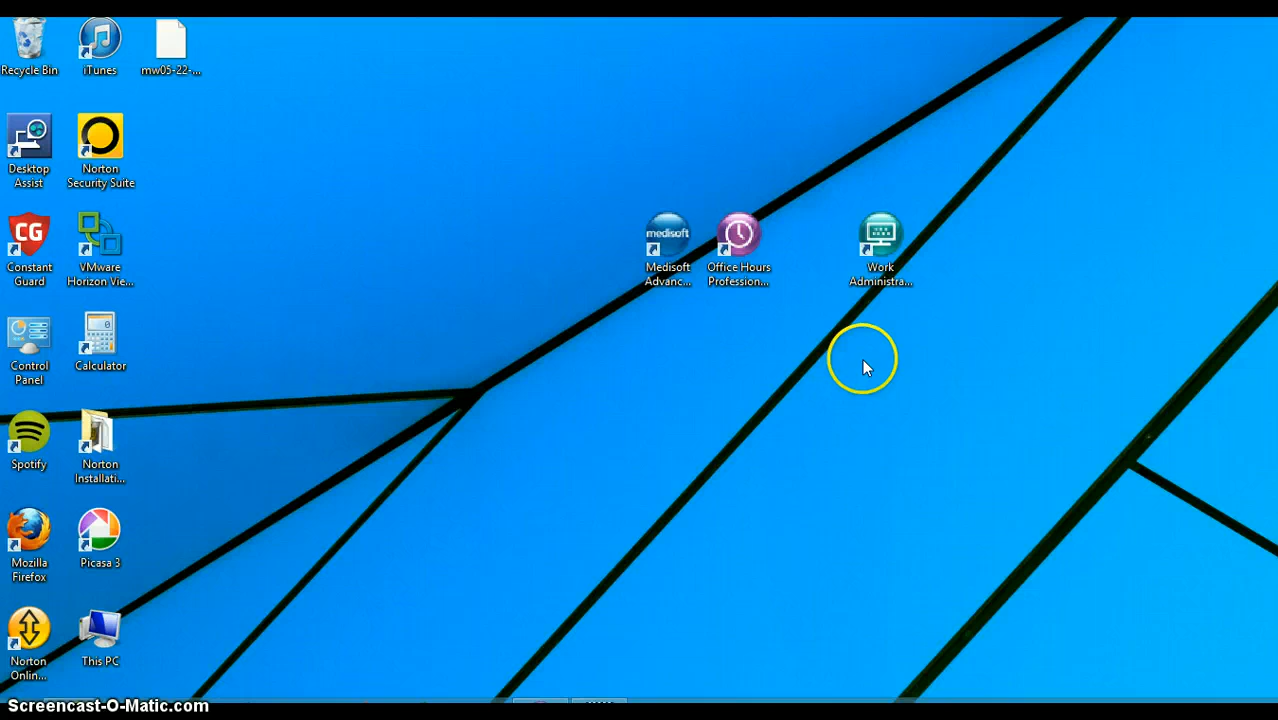 Recycle Bin
iTunes
mw05-22-...
Desktop
Assist
Norton
Security Suite
CG
Constant
Guard
VMware
Horizon Vie...
medisoft
Medisoft
Advanc...
Office Hours
Profession...
Work
Administra...
Control
Panel
0
Calculator
Spotify
Norton
Installati...
Mozilla
Firefox
Picasa 3
Norton
Onlin...
This PC
Screencast-O-Matic.com